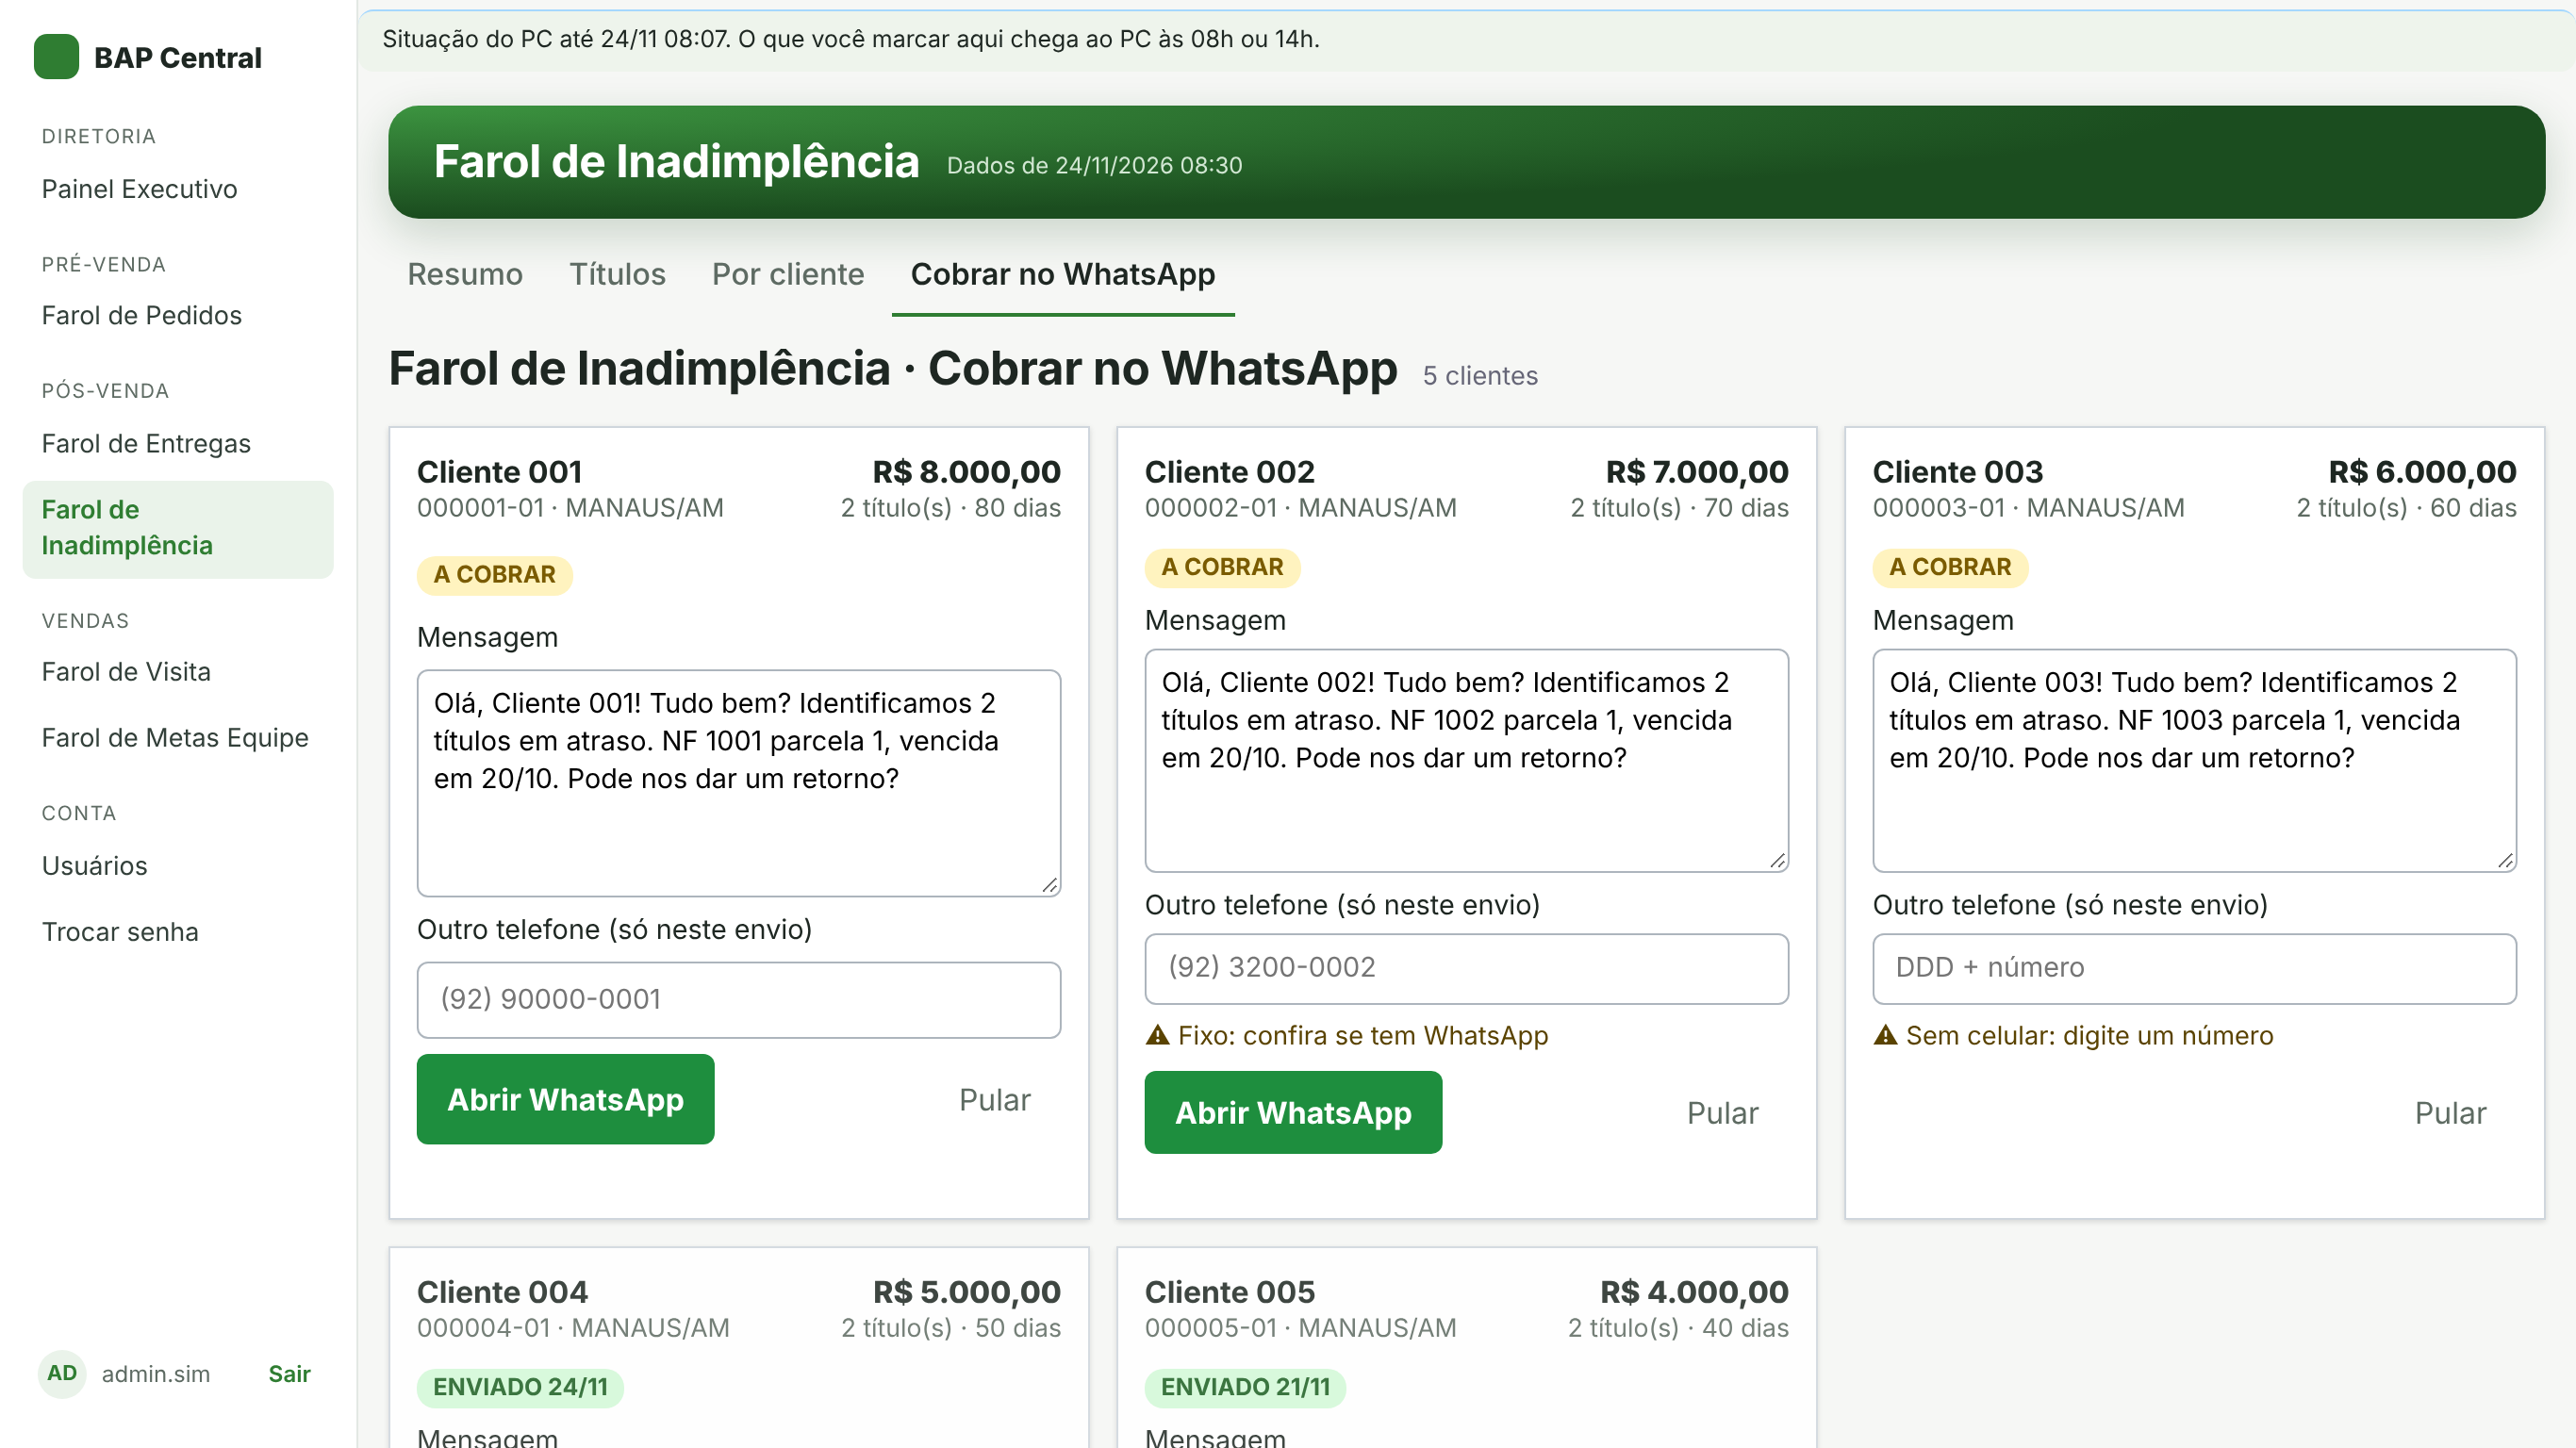 BAP Central
DIRETORIA
Painel Executivo
PRÉ-VENDA
Farol de Pedidos
PÓS-VENDA
Farol de Entregas
Farol de
Inadimplência
VENDAS
Farol de Visita
Farol de Metas Equipe
CONTA
Usuários
Trocar senha
AD admin.sim Sair
Situação do PC até 24/11 08:07. O que você marcar aqui chega ao PC às 08h ou 14h.
Farol de Inadimplência Dados de 24/11/2026 08:30
Resumo Títulos Por cliente Cobrar no WhatsApp
Farol de Inadimplência · Cobrar no WhatsApp 5 clientes
Cliente 001 R$ 8.000,00
000001-01 · MANAUS/AM 2 título(s) · 80 dias
A COBRAR
Mensagem
Olá, Cliente 001! Tudo bem? Identificamos 2
títulos em atraso. NF 1001 parcela 1, vencida
em 20/10. Pode nos dar um retorno?
Outro telefone (só neste envio)
(92) 90000-0001
Abrir WhatsApp Pular
Cliente 002 R$ 7.000,00
000002-01 · MANAUS/AM 2 título(s) · 70 dias
A COBRAR
Mensagem
Olá, Cliente 002! Tudo bem? Identificamos 2
títulos em atraso. NF 1002 parcela 1, vencida
em 20/10. Pode nos dar um retorno?
Outro telefone (só neste envio)
(92) 3200-0002
⚠ Fixo: confira se tem WhatsApp
Abrir WhatsApp Pular
Cliente 003 R$ 6.000,00
000003-01 · MANAUS/AM 2 título(s) · 60 dias
A COBRAR
Mensagem
Olá, Cliente 003! Tudo bem? Identificamos 2
títulos em atraso. NF 1003 parcela 1, vencida
em 20/10. Pode nos dar um retorno?
Outro telefone (só neste envio)
DDD + número
⚠ Sem celular: digite um número
Pular
Cliente 004 R$ 5.000,00
000004-01 · MANAUS/AM 2 título(s) · 50 dias
ENVIADO 24/11
Mensagem
Cliente 005 R$ 4.000,00
000005-01 · MANAUS/AM 2 título(s) · 40 dias
ENVIADO 21/11
Mensagem